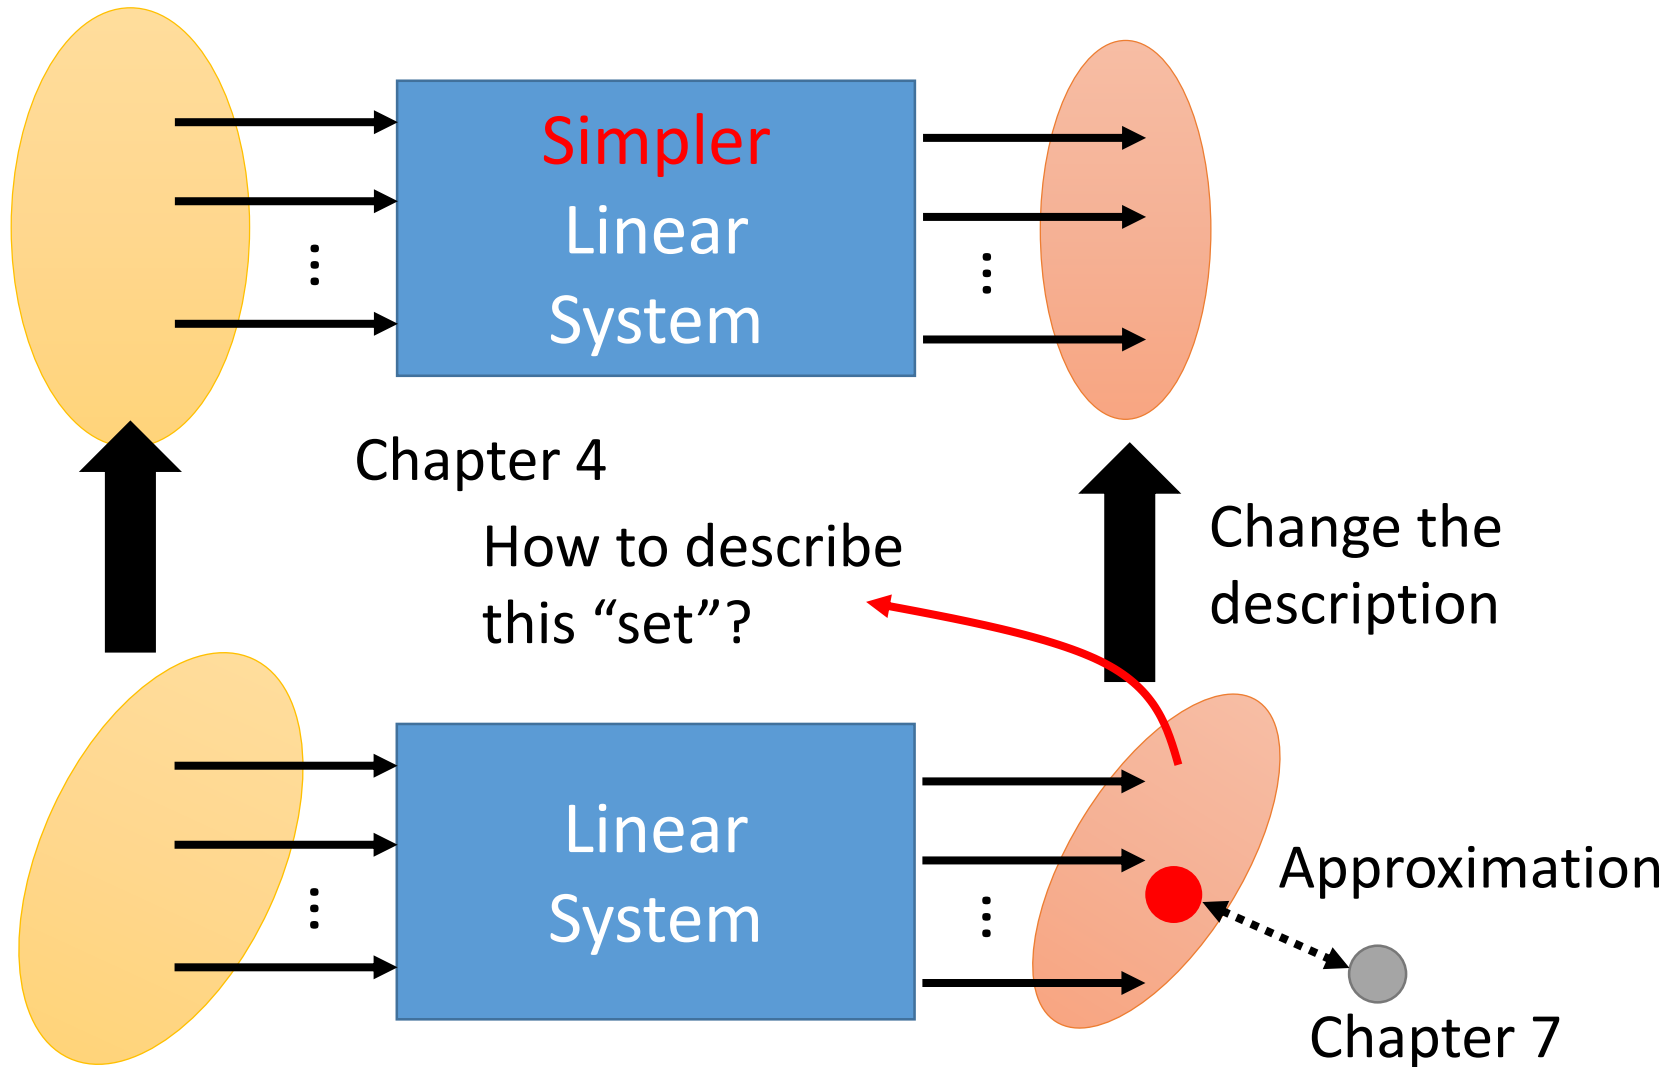 Simpler
Linear
System
Chapter 4
How to describe
this “set”?
Change the
description
Linear
System
Approximation
Chapter 7